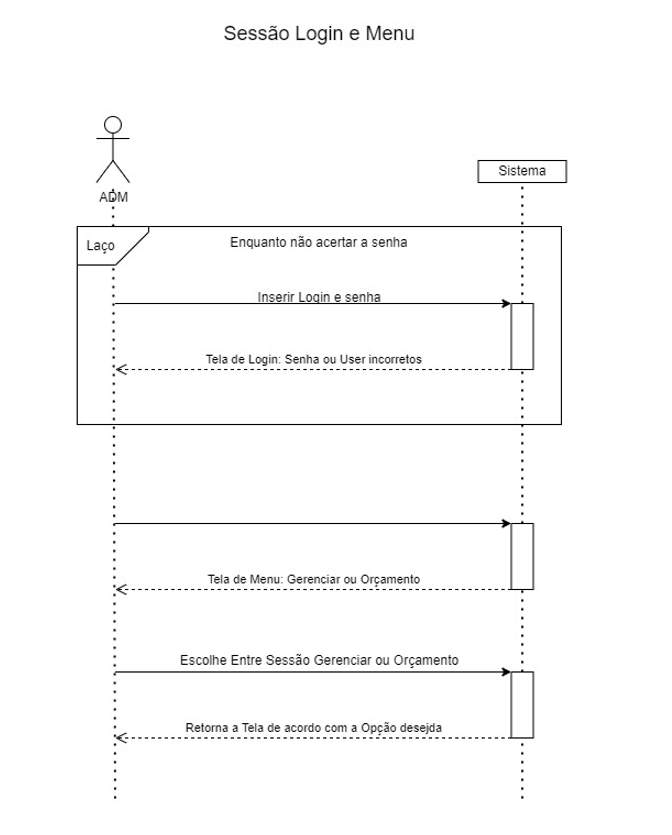 Sessão Login e Menu
ADM
Sistema
Laço
Enquanto não acertar a senha
Inserir Login e senha
Tela de Login: Senha ou User incorretos
Tela de Menu: Gerenciar ou Orçamento
Escolhe Entre Sessão Gerenciar ou Orçamento
Retorna a Tela de acordo com a Opção desejda